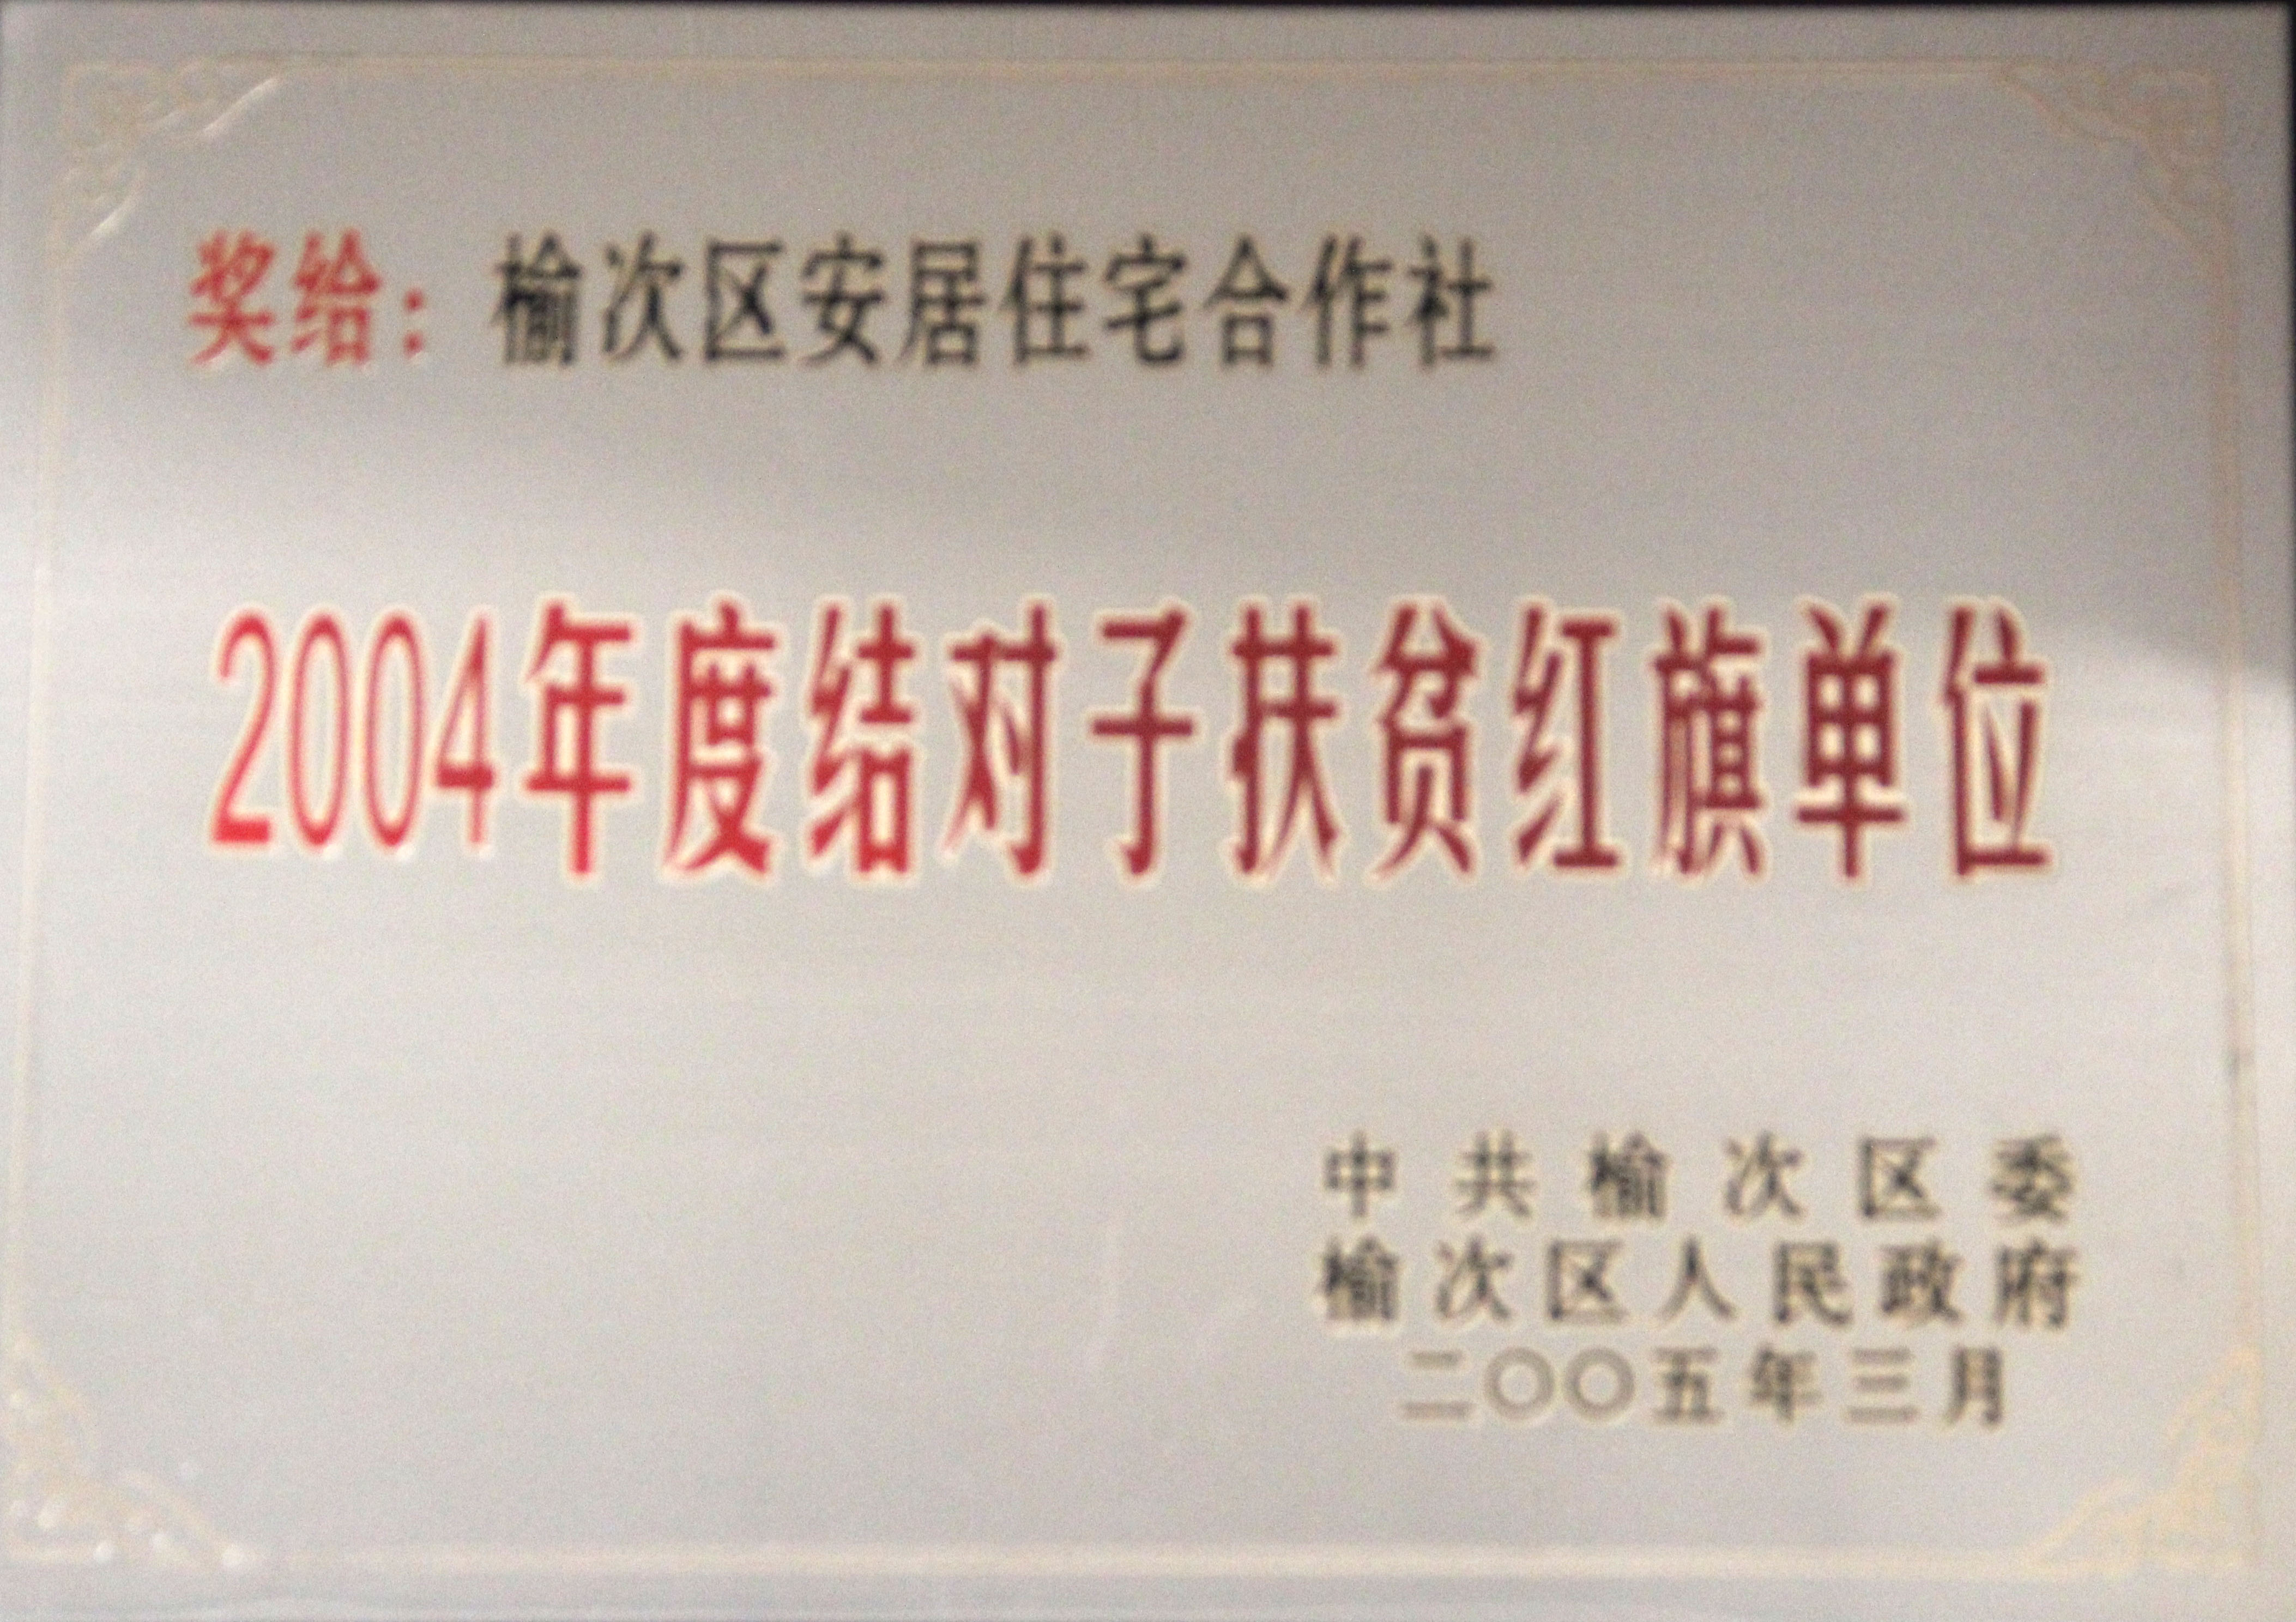 奖给：榆次区安居住宅合作社
2004年度结对子扶贫红旗单位
中共榆次区委
榆次区人民政府
二〇〇五年三月